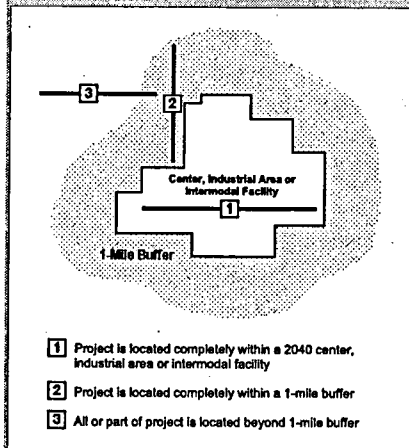 3
2
Center, Industrial Area or
Intermodal Facility
1
1-Mile Buffer
1 Project is located completely within a 2040 center,
industrial area or intermodal facility
2 Project is located completely within a 1-mile buffer
3 All or part of project is located beyond 1-mile buffer